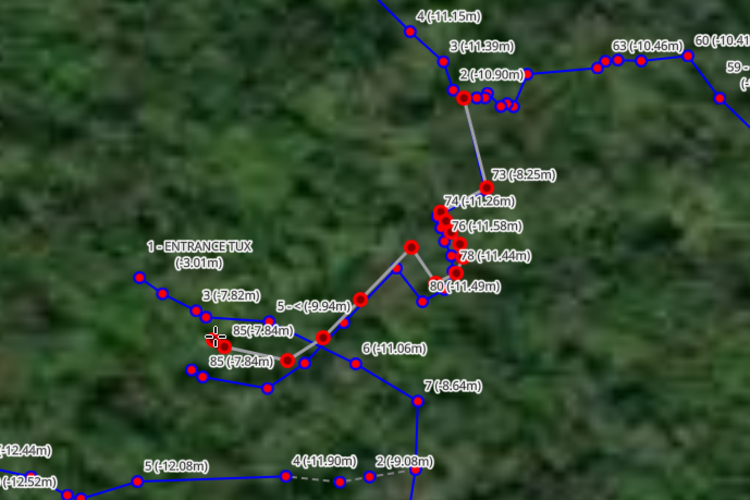 4 (-11.15m)
3 (-11.39m)
63 (-10.46m)
60 (-10.41
2 (-10.90m)
59 -
(-
73 (-8.25m)
74 (-11.26m)
76 (-11.58m)
1 - ENTRANCE TUX
(-3.01m)
78 (-11.44m)
80 (-11.49m)
3 (-7.82m)
5 - < (-9.94m)
85(-7.84m)
85 (-7.84m)
6 (-11.06m)
7 (-8.64m)
-12.44m)
4 (-11.90m)
2 (-9.08m)
5 (-12.08m)
(-12.52m)